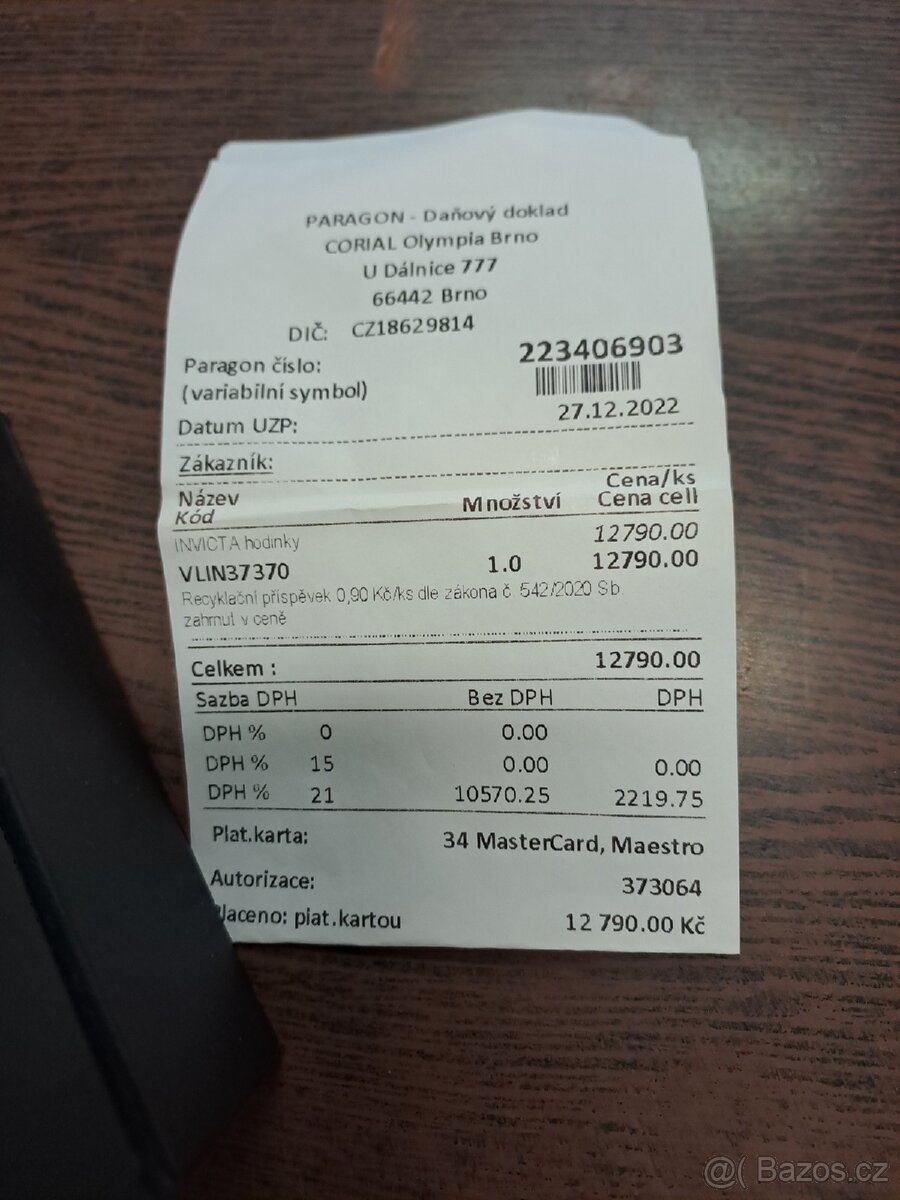 PARAGON - Daňový doklad
CORIAL Olympia Brno
U Dálnice 777
66442 Brno
DIČ: CZ18629814
Paragon číslo: 223406903
(variabilní symbol)
Datum UZP: 27.12.2022
Zákazník:
Název Množství Cena/ks
Kód Cena celk
INVICTA hodinky 12790.00
VLIN37370 1.0 12790.00
Recyklační příspěvek 0,90 Kč/ks dle zákona č. 542/2020 Sb.
zahrnut v ceně
Celkem : 12790.00
Sazba DPH Bez DPH DPH
DPH % 0 0.00
DPH % 15 0.00 0.00
DPH % 21 10570.25 2219.75
Plat.karta: 34 MasterCard, Maestro
Autorizace: 373064
Placeno: plat.kartou 12 790.00 Kč
@( Bazos.cz